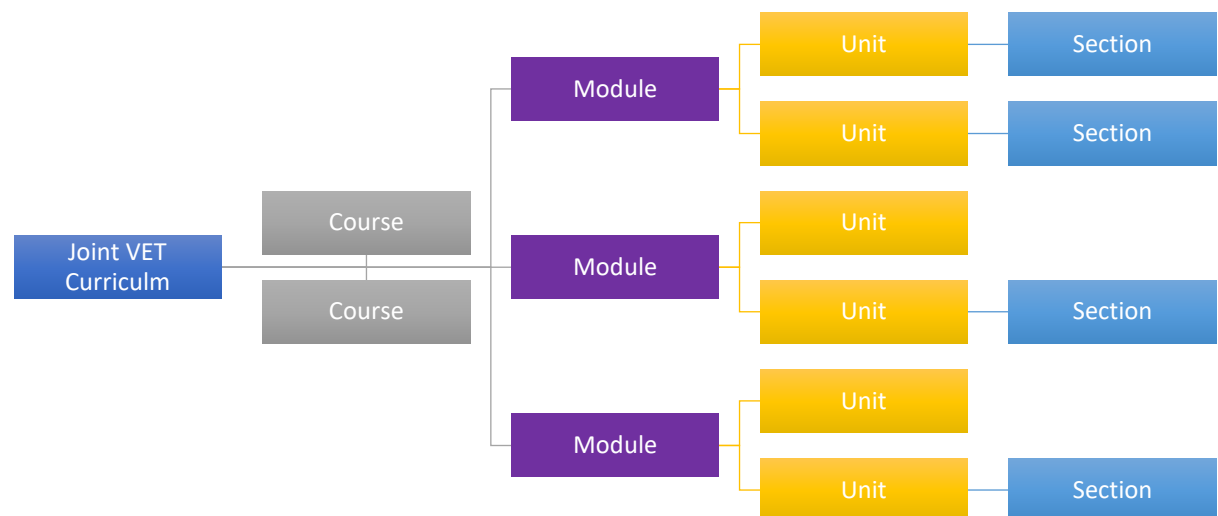 Unit
Section
Module
Unit
Section
Course
Unit
Joint VET
Curriculm
Module
Course
Unit
Section
Unit
Module
Unit
Section